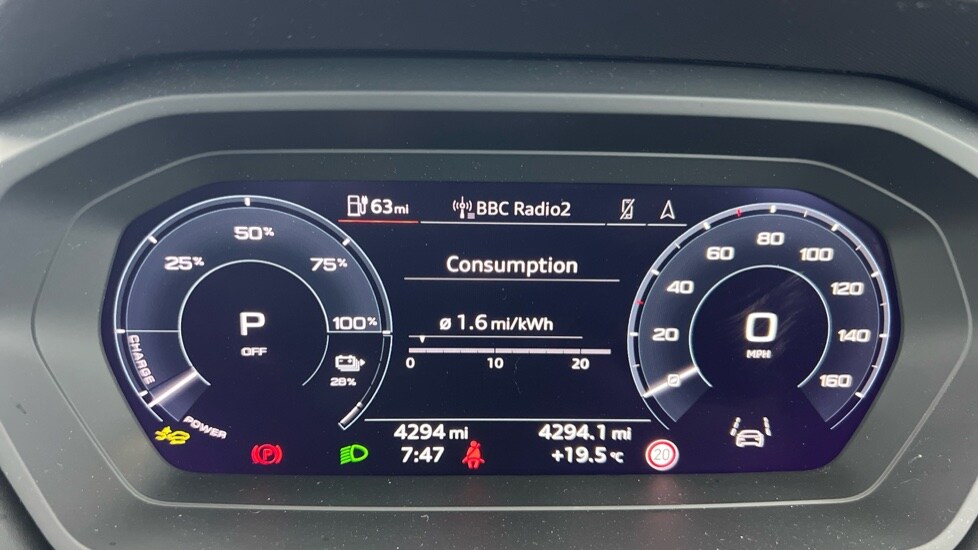 63mi BBC Radio2
Consumption
ø 1.6 mi/kWh
0 10 20
25% 50% 75% 100%
P
OFF
CHARGE
POWER
28%
0 20 40 60 80 100 120 140 160
0
MPH
4294 mi 4294.1 mi
7:47 +19.5°C
(P)
20